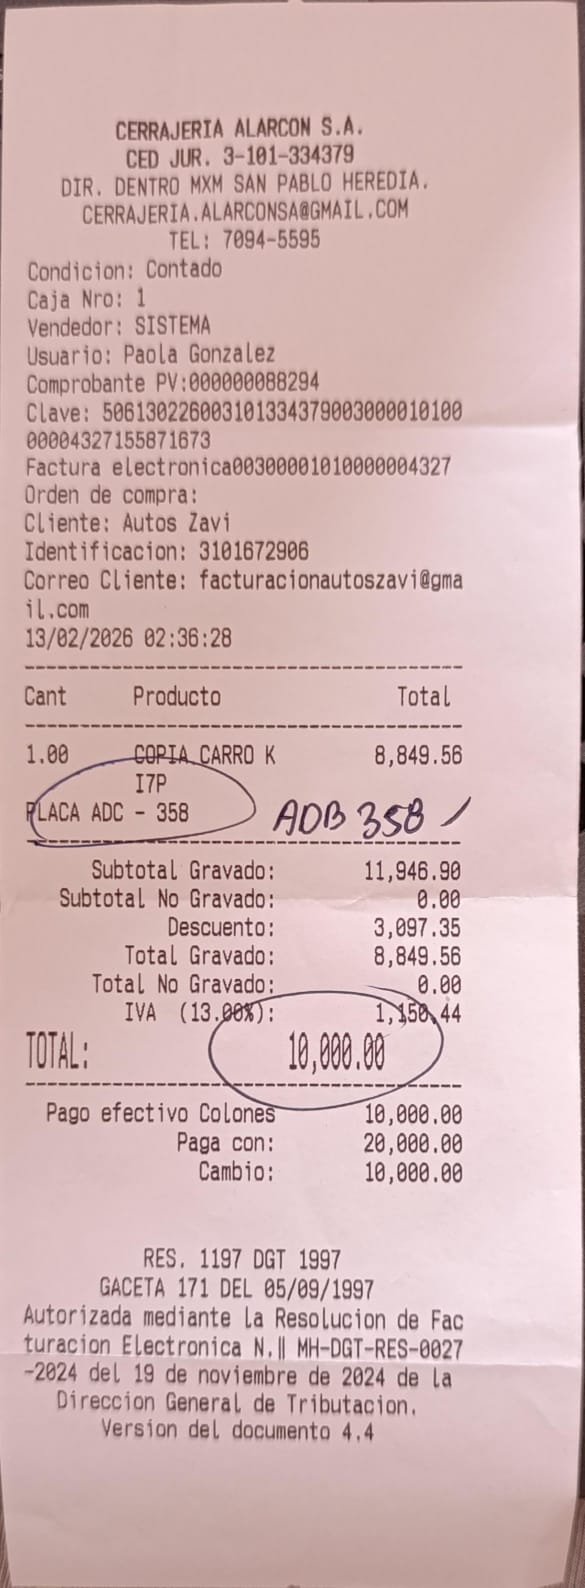 CERRAJERIA ALARCON S.A.
CED JUR. 3-101-334379
DIR. DENTRO MXM SAN PABLO HEREDIA.
CERRAJERIA.ALARCONSA@GMAIL.COM
TEL: 7094-5595
Condicion: Contado
Caja Nro: 1
Vendedor: SISTEMA
Usuario: Paola Gonzalez
Comprobante PV:000000088294
Clave: 50613022600310133437900300001010​0
00004327155871673
Factura electronica00300001010000004327
Orden de compra:
Cliente: Autos Zavi
Identificacion: 3101672906
Correo Cliente: facturacionautoszavi@gma
il.com
13/02/2026 02:36:28
Cant Producto Total
1.00 COPIA CARRO K 8,849.56
I7P
PLACA ADC - 358 ADB 358
Subtotal Gravado: 11,946.90
Subtotal No Gravado: 0.00
Descuento: 3,097.35
Total Gravado: 8,849.56
Total No Gravado: 0.00
IVA (13.00%): 1,150.44
TOTAL: 10,000.00
Pago efectivo Colones 10,000.00
Paga con: 20,000.00
Cambio: 10,000.00
RES. 1197 DGT 1997
GACETA 171 DEL 05/09/1997
Autorizada mediante la Resolucion de Fac
turacion Electronica N.‖ MH-DGT-RES-0027
-2024 del 19 de noviembre de 2024 de la
Direccion General de Tributacion.
Version del documento 4.4